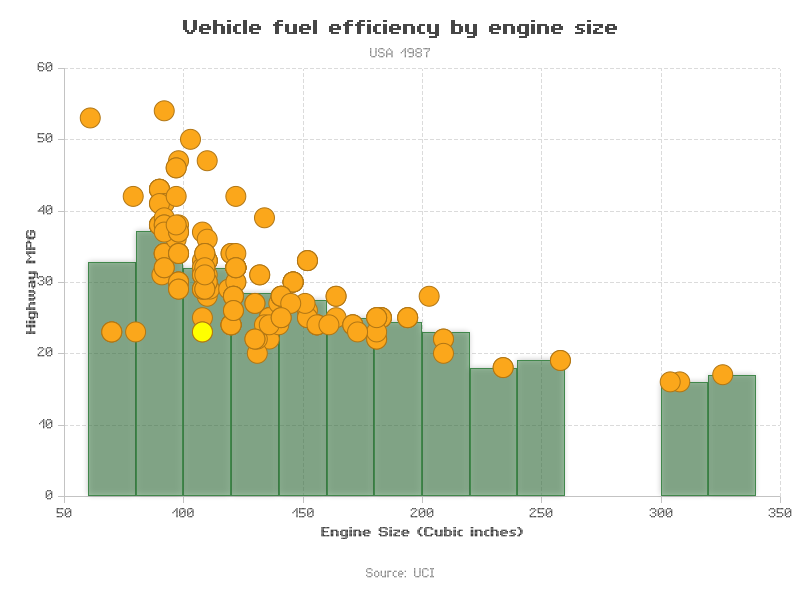 Vehicle fuel efficiency by engine size
USA 1987
60
50
40
30
20
10
0
Highway MPG
50 100 150 200 250 300 350
Engine Size (Cubic inches)
Source: UCI